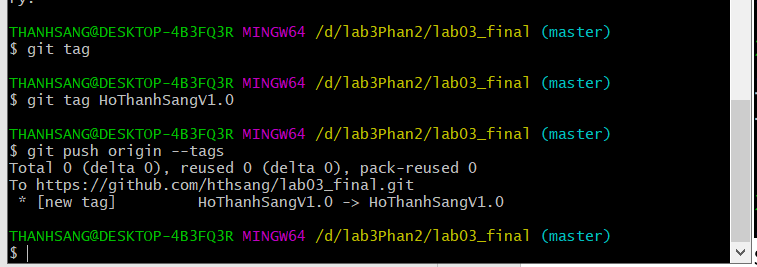 ry.
THANHSANG@DESKTOP-4B3FQ3R MINGW64 /d/lab3Phan2/lab03_final (master)
$ git tag
THANHSANG@DESKTOP-4B3FQ3R MINGW64 /d/lab3Phan2/lab03_final (master)
$ git tag HoThanhSangV1.0
THANHSANG@DESKTOP-4B3FQ3R MINGW64 /d/lab3Phan2/lab03_final (master)
$ git push origin --tags
Total 0 (delta 0), reused 0 (delta 0), pack-reused 0
To https://github.com/hthsang/lab03_final.git
 * [new tag]         HoThanhSangV1.0 -> HoThanhSangV1.0
THANHSANG@DESKTOP-4B3FQ3R MINGW64 /d/lab3Phan2/lab03_final (master)
$